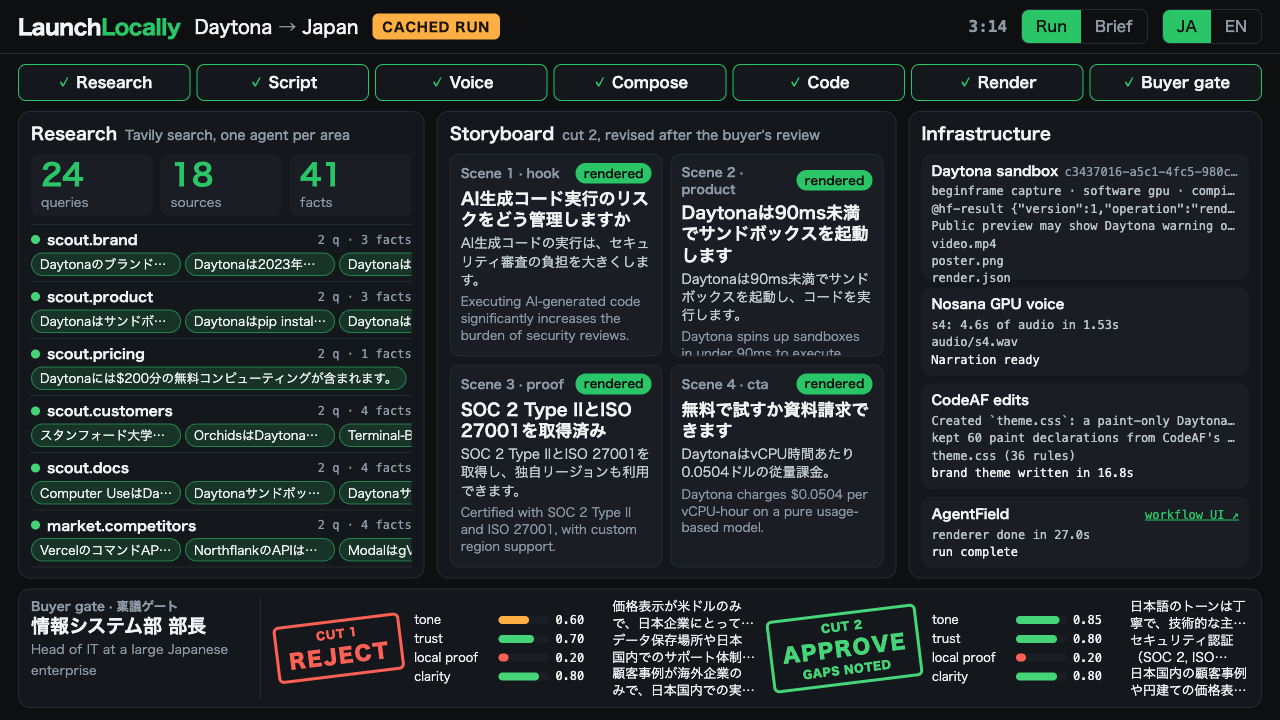 LaunchLocally Daytona → Japan CACHED RUN 3:14 Run Brief JA EN
✓ Research ✓ Script ✓ Voice ✓ Compose ✓ Code ✓ Render ✓ Buyer gate
Research Tavily search, one agent per area
24 18 41
queries sources facts
scout.brand 2 q · 3 facts
Daytonaのブランド… Daytonaは2023年… Daytonaは
scout.product 2 q · 3 facts
Daytonaはサンドボ… Daytonaはpip instal… Daytonaは
scout.pricing 2 q · 1 facts
Daytonaには$200分の無料コンピューティングが含まれます。
scout.customers 2 q · 4 facts
スタンフォード大学… OrchidsはDaytona… Terminal-B
scout.docs 2 q · 4 facts
Computer UseはDa… Daytonaサンドボッ… Daytonaサ
market.competitors 2 q · 4 facts
VercelのコマンドAP… NorthflankのAPIは… ModalはgV
Storyboard cut 2, revised after the buyer's review
Scene 1 · hook rendered
AI生成コード実行のリス
クをどう管理しますか
AI生成コードの実行は、セキュ
リティ審査の負担を大きくしま
す。
Executing AI-generated code
significantly increases the
burden of security reviews.
Scene 2 ·
product rendered
Daytonaは90ms未満
でサンドボックスを起動
します
Daytonaは90ms未満でサンド
ボックスを起動し、コードを実
行します。
Daytona spins up sandboxes
in under 90ms to execute
Scene 3 · proof rendered
SOC 2 Type IIとISO
27001を取得済み
SOC 2 Type IIとISO 27001を
取得し、独自リージョンも利用
できます。
Certified with SOC 2 Type II
and ISO 27001, with custom
region support.
Scene 4 · cta rendered
無料で試すか資料請求で
きます
DaytonaはvCPU時間あたり
0.0504ドルの従量課金。
Daytona charges $0.0504 per
vCPU-hour on a pure usage-
based model.
Infrastructure
Daytona sandbox c3437016-a5c1-4fc5-980c…
beginframe capture · software gpu · compi…
@hf-result {"version":1,"operation":"rend…
Public preview may show Daytona warning o…
video.mp4
poster.png
render.json
Nosana GPU voice
s4: 4.6s of audio in 1.53s
audio/s4.wav
Narration ready
CodeAF edits
Created `theme.css`: a paint-only Daytona…
kept 60 paint declarations from CodeAF's …
theme.css (36 rules)
brand theme written in 16.8s
AgentField workflow UI ↗
renderer done in 27.0s
run complete
Buyer gate · 稟議ゲート
情報システム部 部長
Head of IT at a large Japanese
enterprise
CUT 1
REJECT
tone 0.60
trust 0.70
local proof 0.20
clarity 0.80
価格表示が米ドルのみ
で、日本企業にとって…
データ保存場所や日本
国内でのサポート体制…
顧客事例が海外企業の
みで、日本国内での実…
CUT 2
APPROVE
GAPS NOTED
tone 0.85
trust 0.80
local proof 0.20
clarity 0.80
日本語のトーンは丁
寧で、技術的な主…
セキュリティ認証
（SOC 2, ISO…
日本国内の顧客事例
や円建ての価格表…